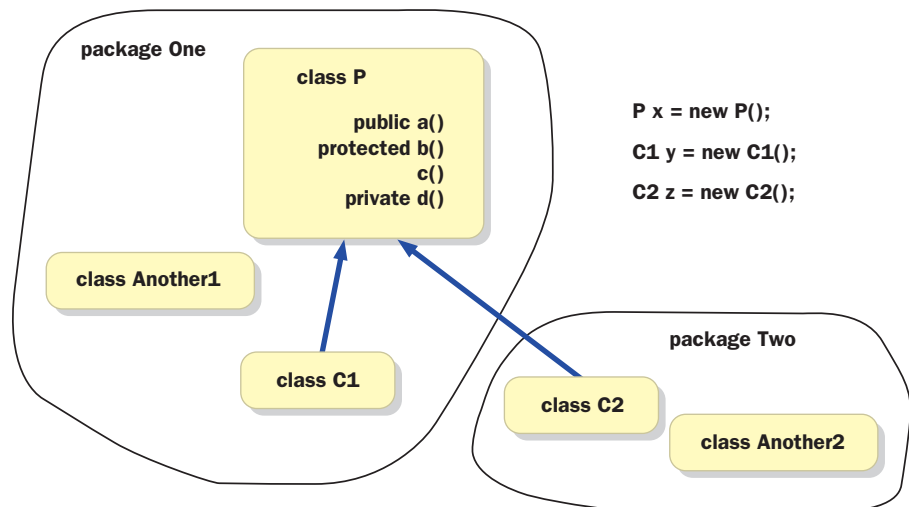 package One
class P
public a()
protected b()
c()
private d()
P x = new P();
C1 y = new C1();
C2 z = new C2();
class Another1
class C1
package Two
class C2
class Another2